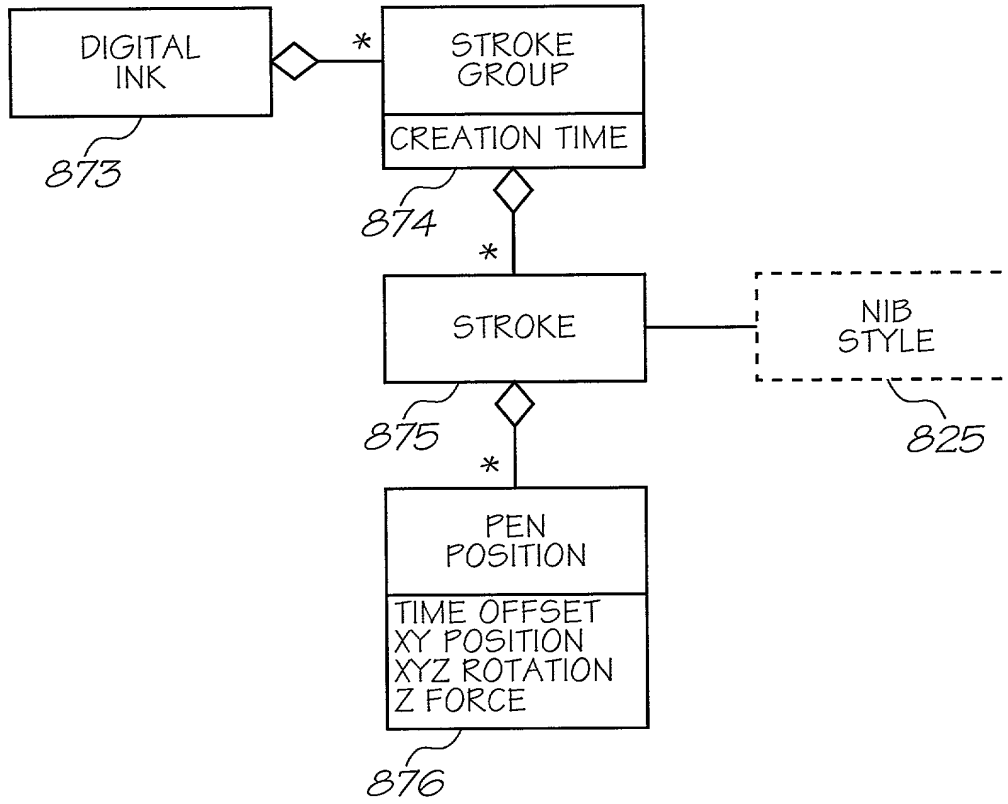 DIGITAL
INK
*
STROKE
GROUP
CREATION TIME
873
874
*
STROKE
NIB
STYLE
875
825
*
PEN
POSITION
TIME OFFSET
XY POSITION
XYZ ROTATION
Z FORCE
876